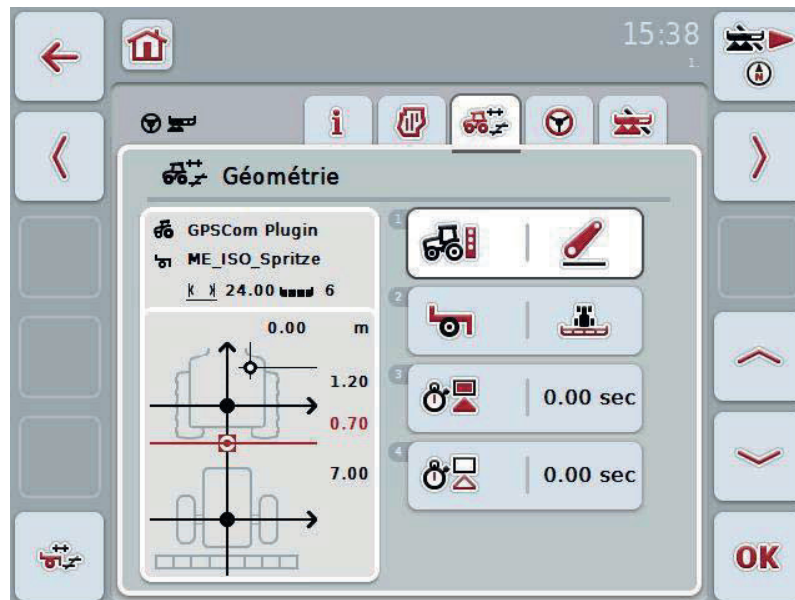 15:38
1.
i
Géométrie
GPSCom Plugin
ME_ISO_Spritze
24.00 6
0.00 m
1.20
0.70
7.00
1
2
3
0.00 sec
4
0.00 sec
N
OK